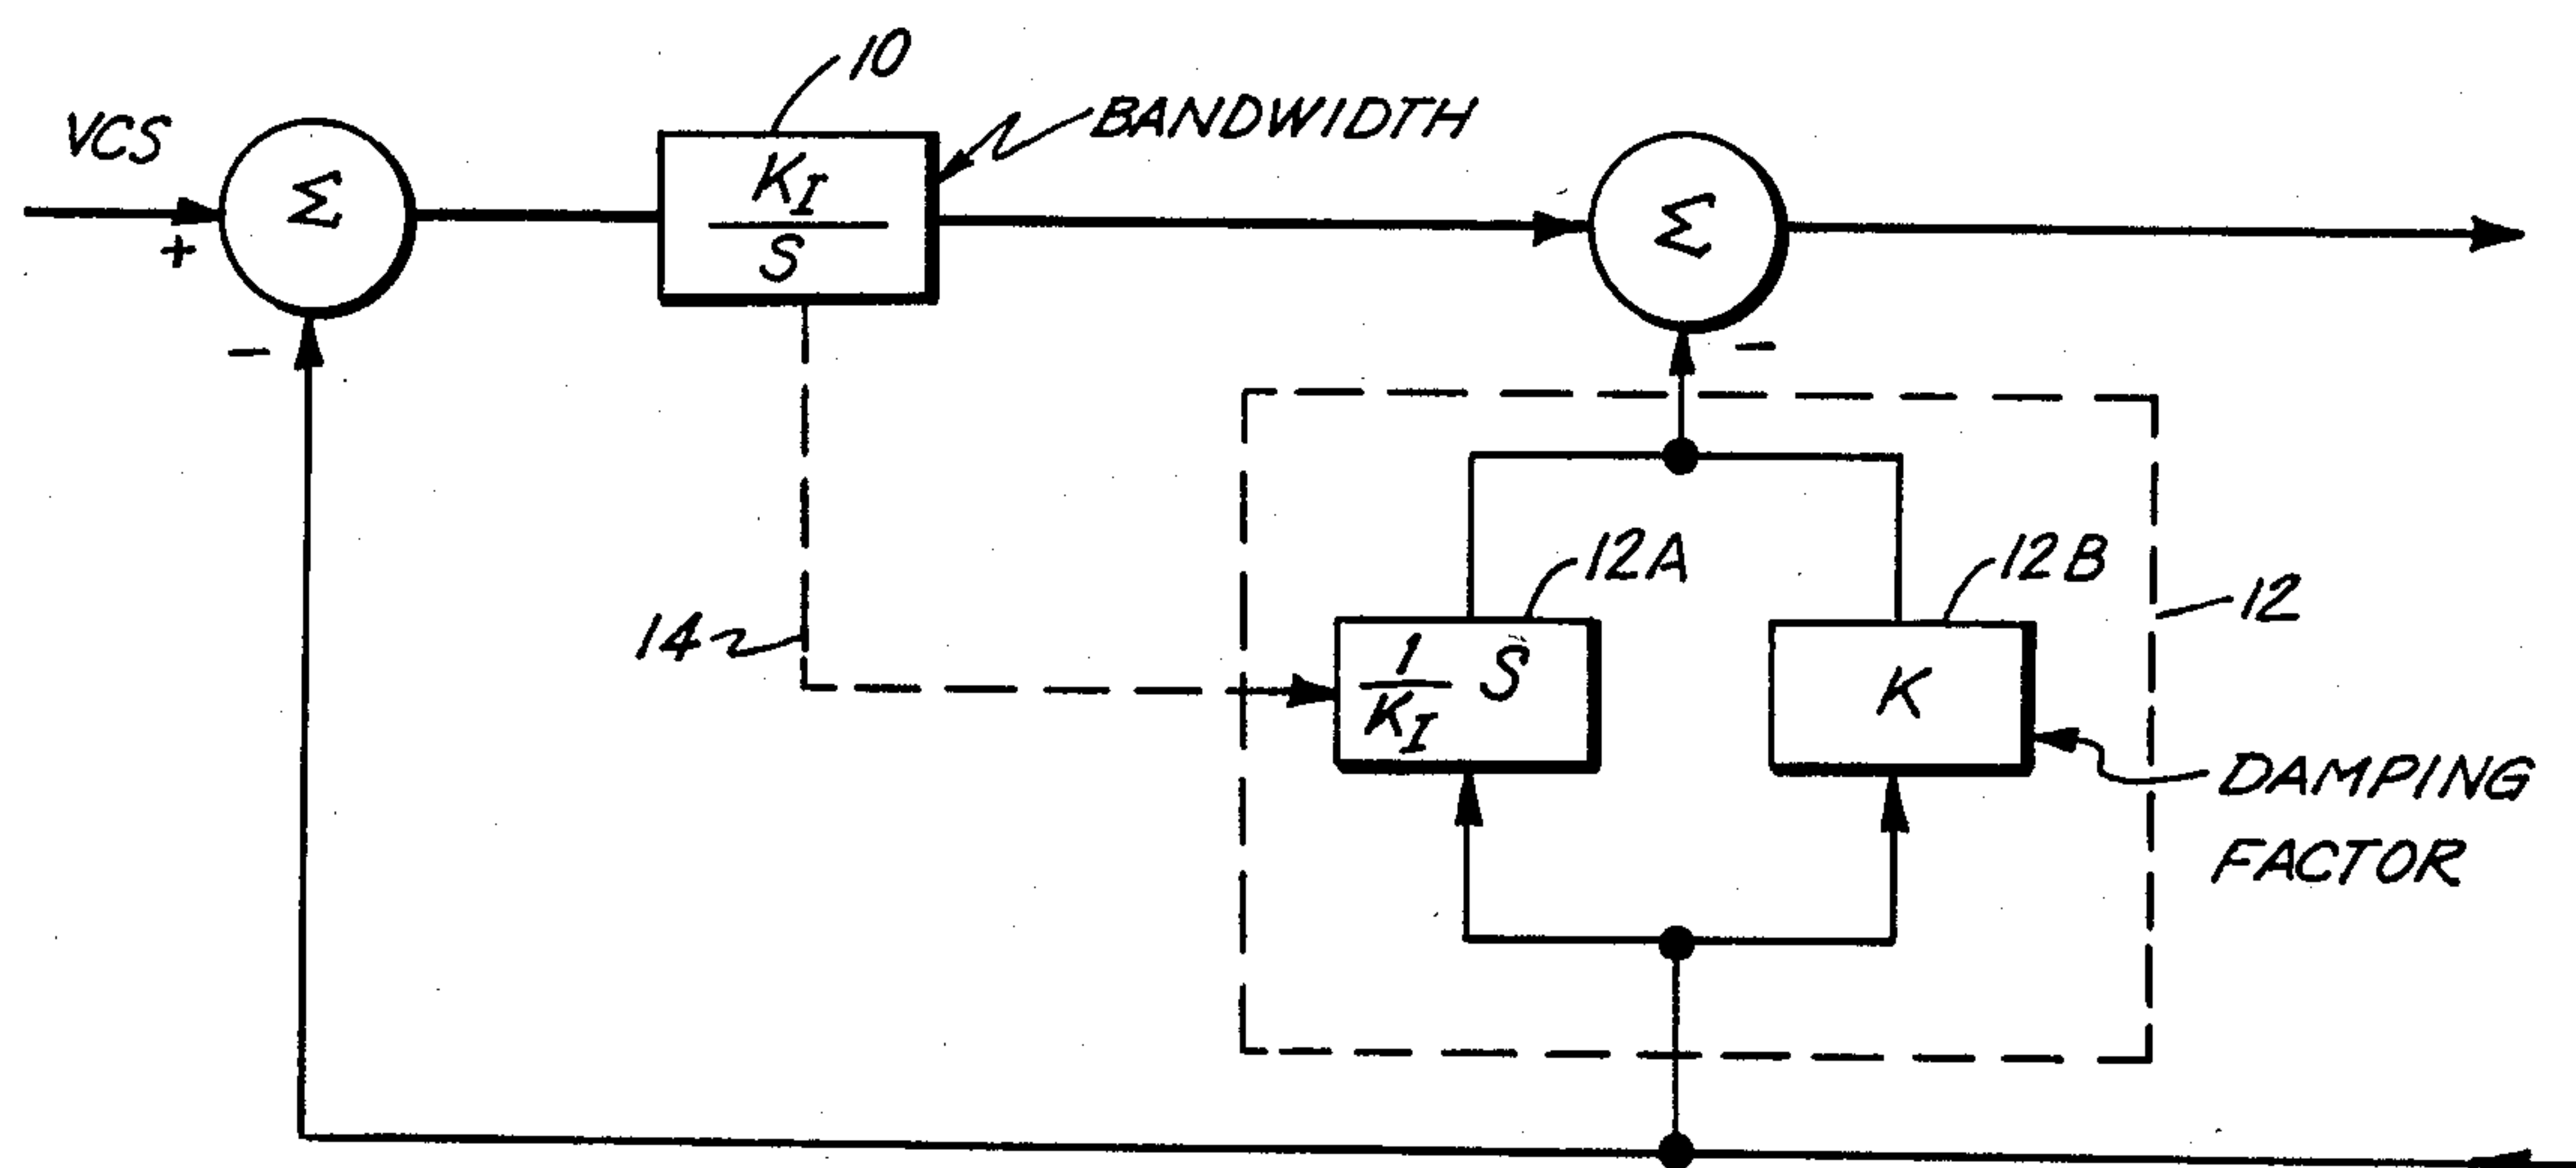 10
BANDWIDTH
VCS
Σ
K_I
S
Σ
+
-
-
12A
12B
12
14
1
K_I
S
K
DAMPING
FACTOR